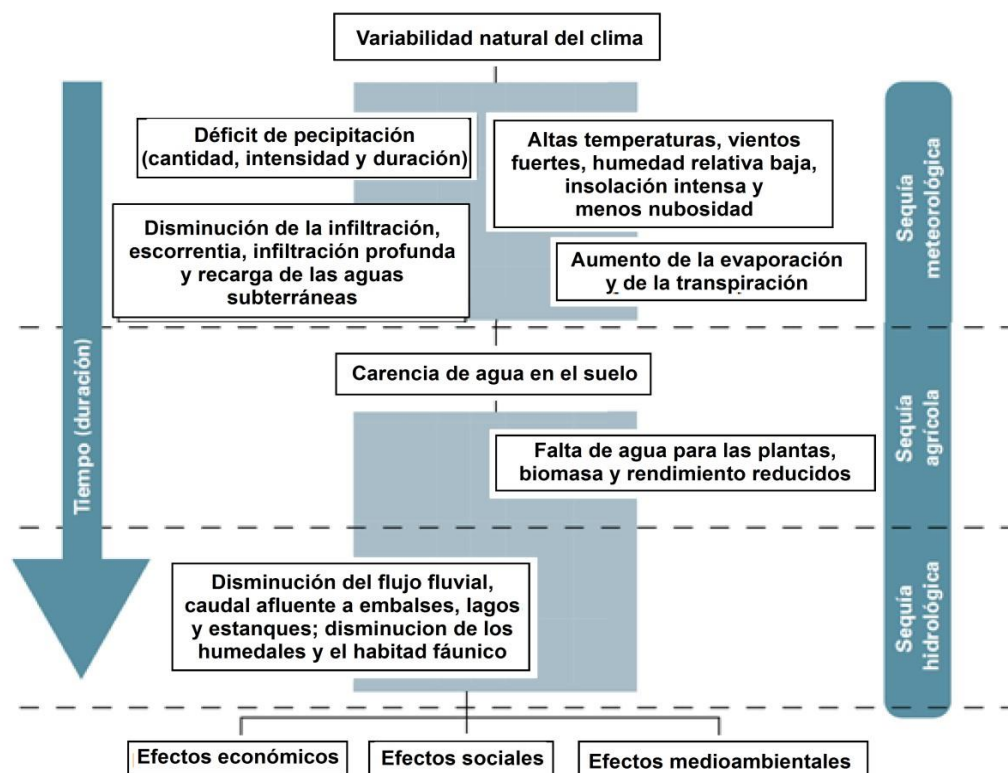 Variabilidad natural del clima
Déficit de pecipitación
(cantidad, intensidad y duración)
Altas temperaturas, vientos
fuertes, humedad relativa baja,
insolación intensa y
menos nubosidad
Disminución de la infiltración,
escorrentia, infiltración profunda
y recarga de las aguas
subterráneas
Aumento de la evaporación
y de la transpiración
Sequía
meteorológica
Tiempo (duración)
Carencia de agua en el suelo
Falta de agua para las plantas,
biomasa y rendimiento reducidos
Sequía
agrícola
Disminución del flujo fluvial,
caudal afluente a embalses, lagos
y estanques; disminucion de los
humedales y el habitad fáunico
Sequía
hidrológica
Efectos económicos
Efectos sociales
Efectos medioambientales